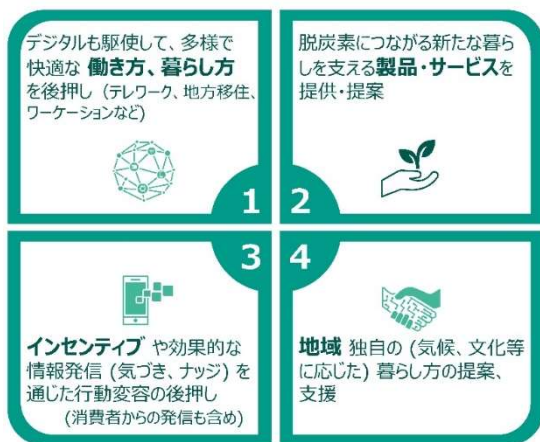 デジタルも駆使して、多様で
快適な 働き方、暮らし方
を後押し（テレワーク、地方移住、
ワーケーションなど)
1
脱炭素につながる新たな暮ら
しを支える製品・サービスを
提供・提案
2
3
インセンティブ や効果的な
情報発信 (気づき、ナッジ) を
通じた行動変容の後押し
(消費者からの発信も含め)
4
地域 独自の (気候、文化等
に応じた) 暮らし方の提案、
支援